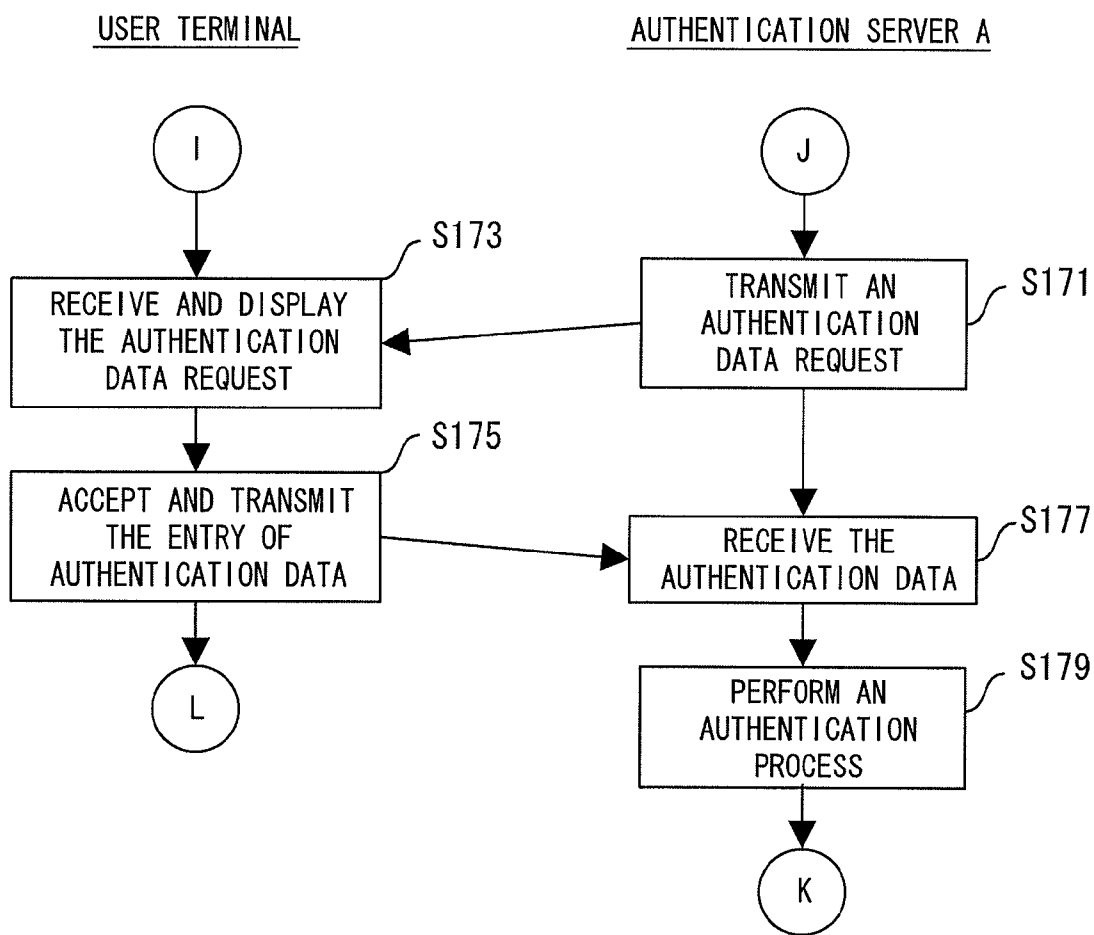 USER TERMINAL
AUTHENTICATION SERVER A
I
J
S173
RECEIVE AND DISPLAY
THE AUTHENTICATION
DATA REQUEST
S171
TRANSMIT AN
AUTHENTICATION
DATA REQUEST
S175
ACCEPT AND TRANSMIT
THE ENTRY OF
AUTHENTICATION DATA
S177
RECEIVE THE
AUTHENTICATION DATA
L
S179
PERFORM AN
AUTHENTICATION
PROCESS
K